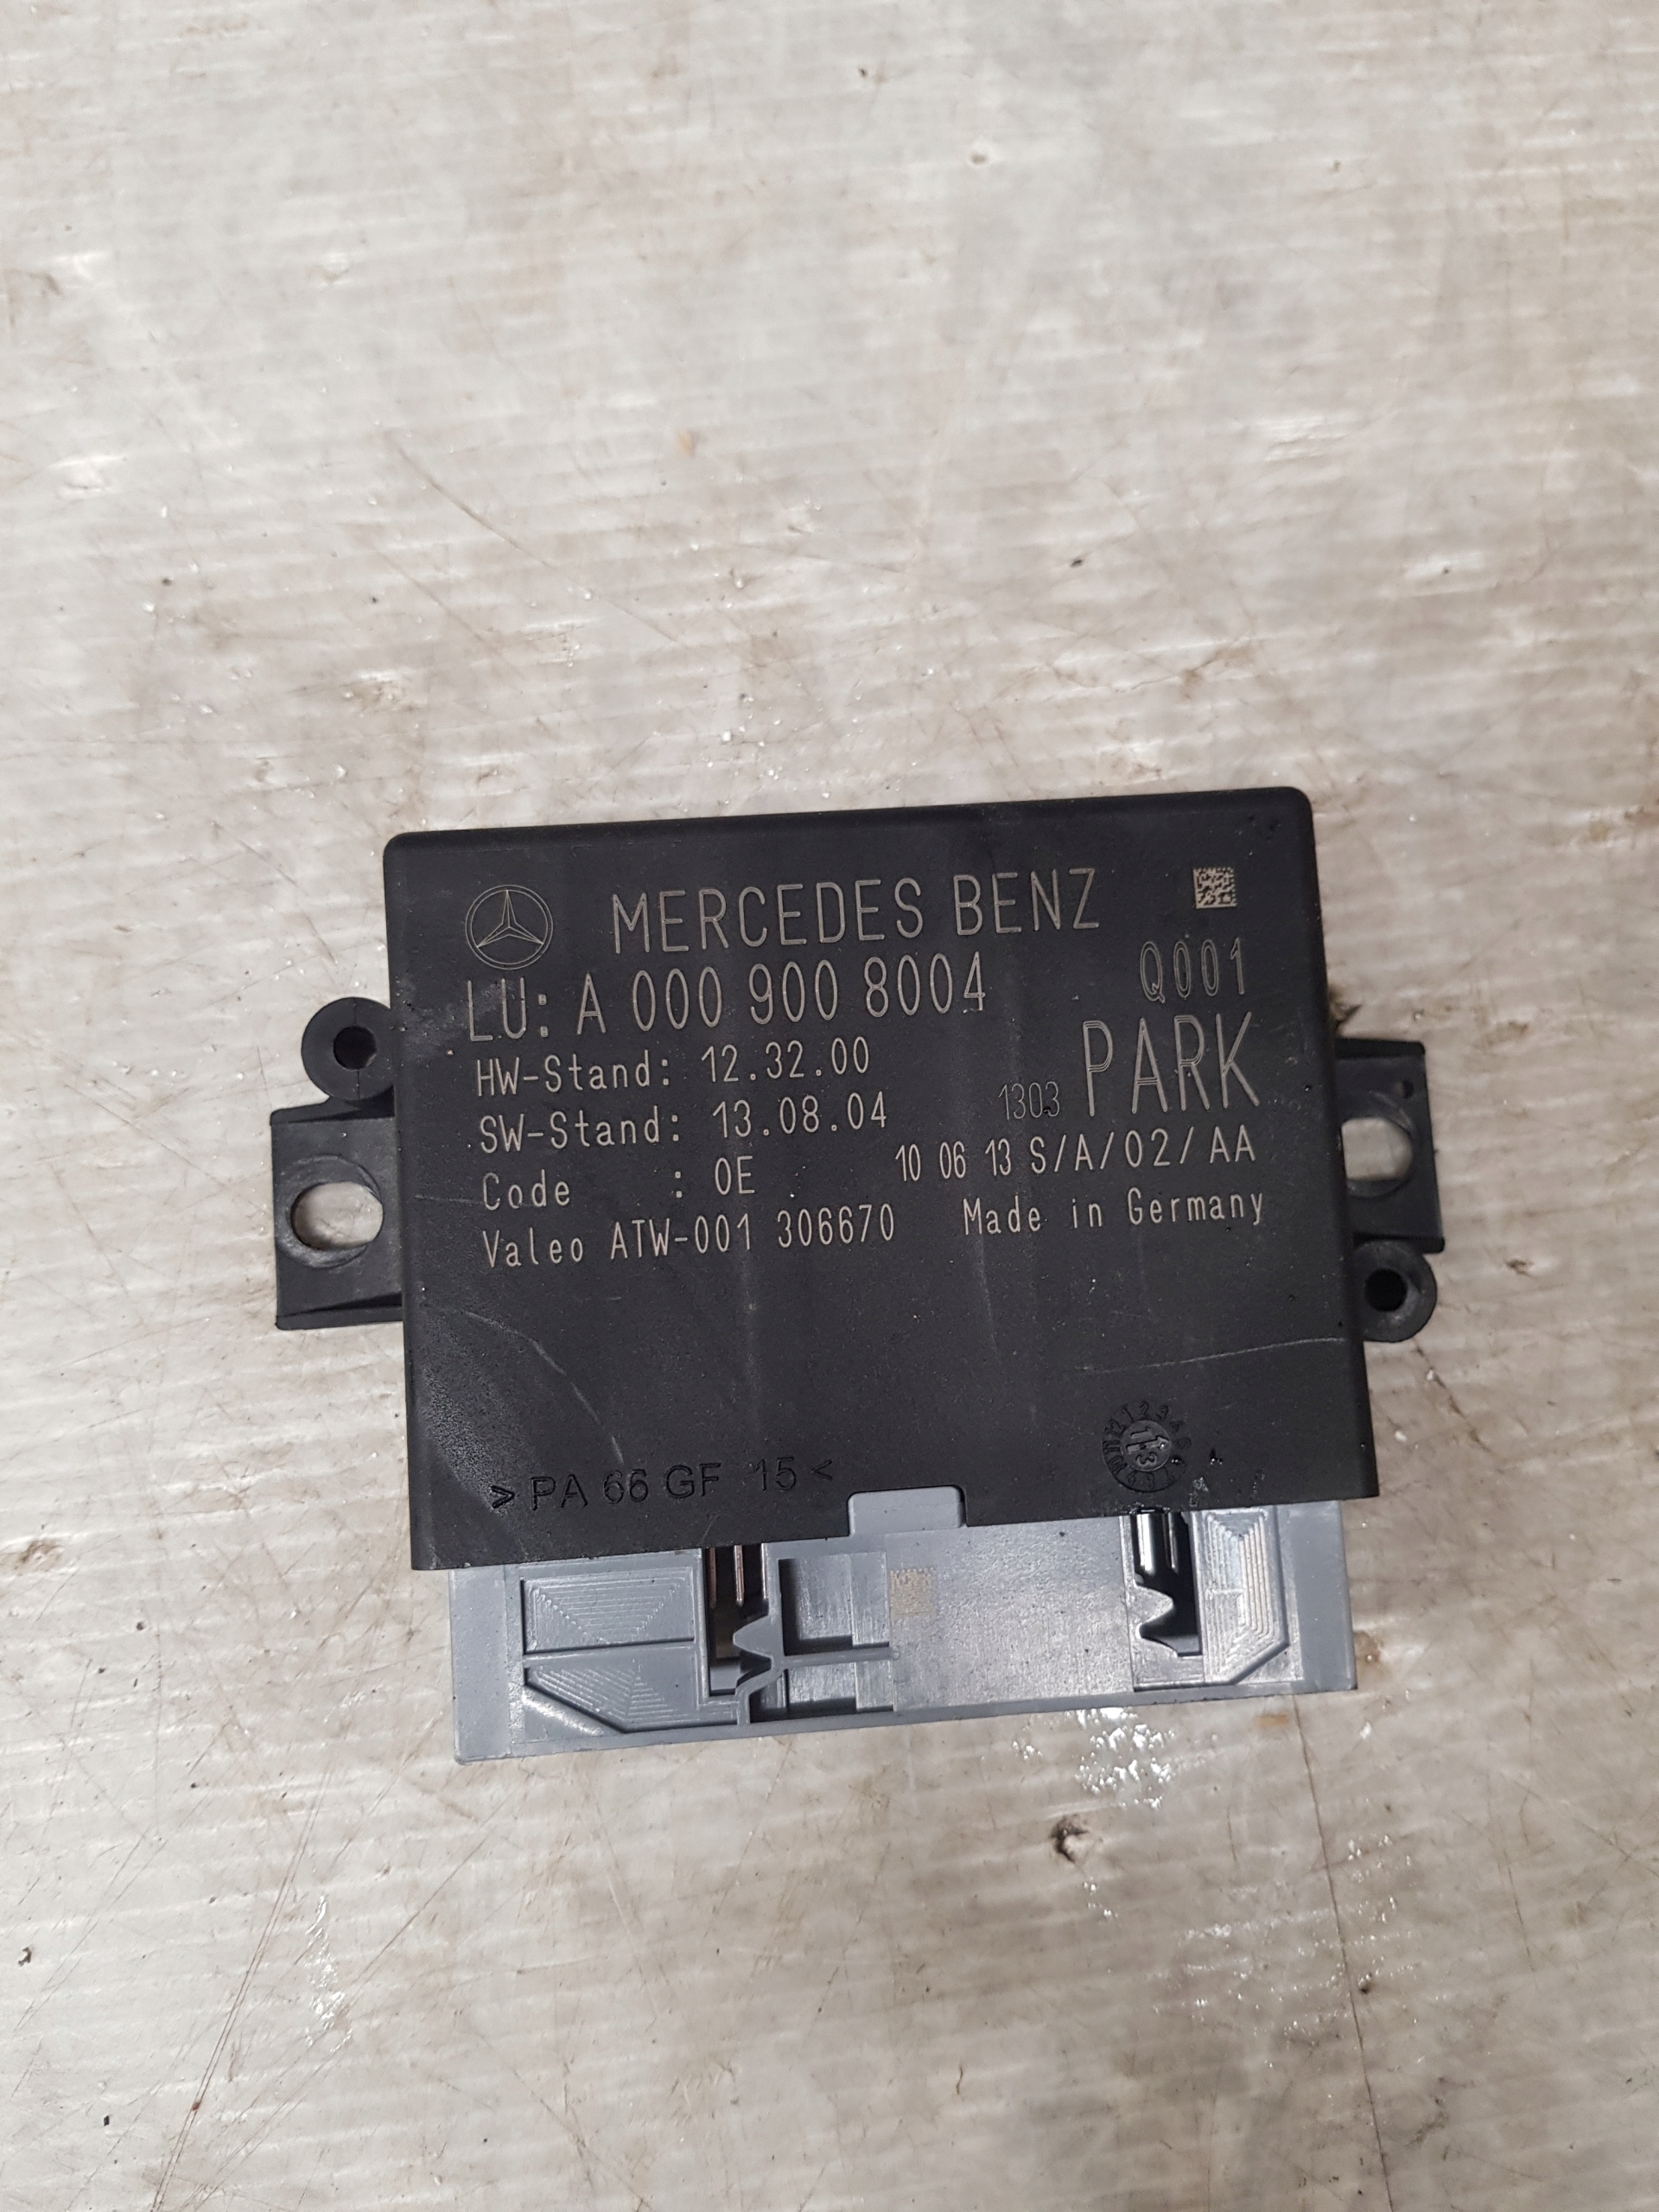 MERCEDES BENZ
LU: A 000 900 8004 Q001
HW-Stand: 12.32.00
1303 PARK
SW-Stand: 13.08.04
Code : 0E 10 06 13 S/A/02/AA
Valeo ATW-001 306670 Made in Germany
> PA 66 GF 15 <
13